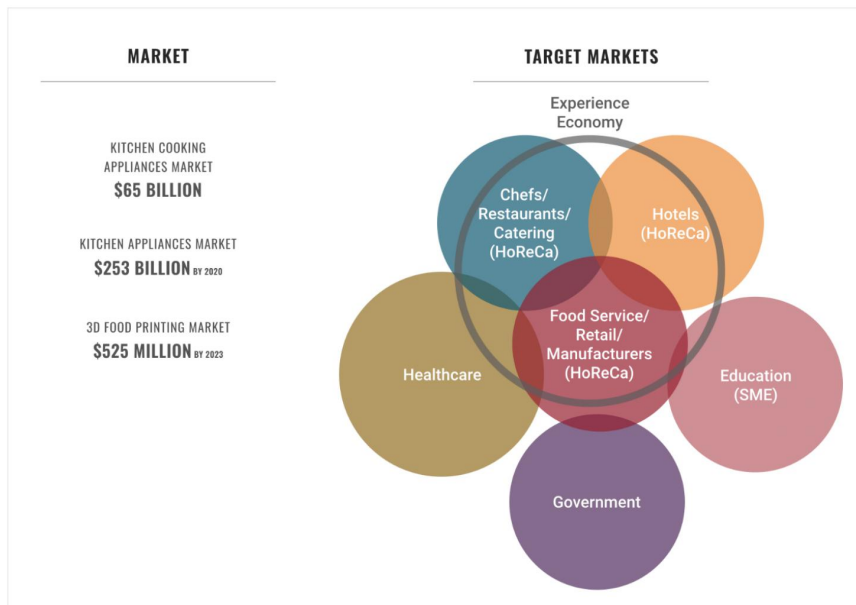 MARKET
KITCHEN COOKING
APPLIANCES MARKET
$65 BILLION
KITCHEN APPLIANCES MARKET
$253 BILLION BY 2020
3D FOOD PRINTING MARKET
$525 MILLION BY 2023
TARGET MARKETS
Experience
Economy
Chefs/
Restaurants/
Catering
(HoReCa)
Hotels
(HoReCa)
Food Service/
Retail/
Manufacturers
(HoReCa)
Healthcare
Education
(SME)
Government